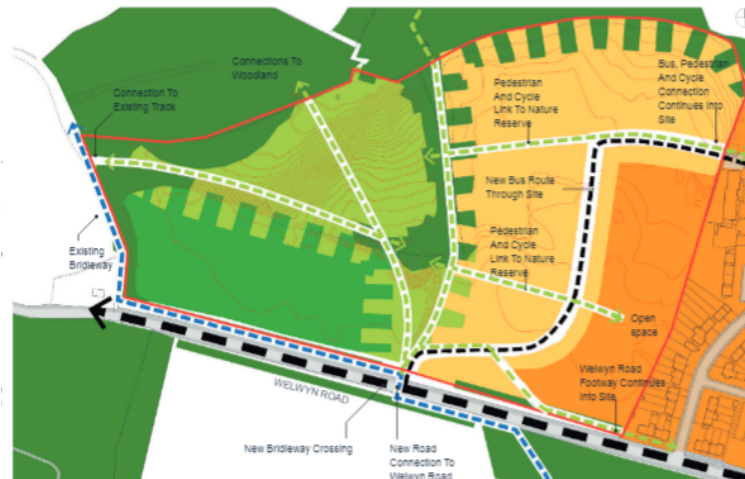 Connections To
Woodland
Connection To
Existing Track
Pedestrian
And Cycle
Link To Nature
Reserve
Bus, Pedestrian
And Cycle
Connection
Continues Into
Site
New Bus Route
Through Site
Pedestrian
And Cycle
Link To Nature
Reserve
Existing
Bridleway
Open
space
Welwyn Road
Footway Continues
Into Site
WELWYN ROAD
New Bridleway Crossing
New Road
Connection To
Welwyn Road